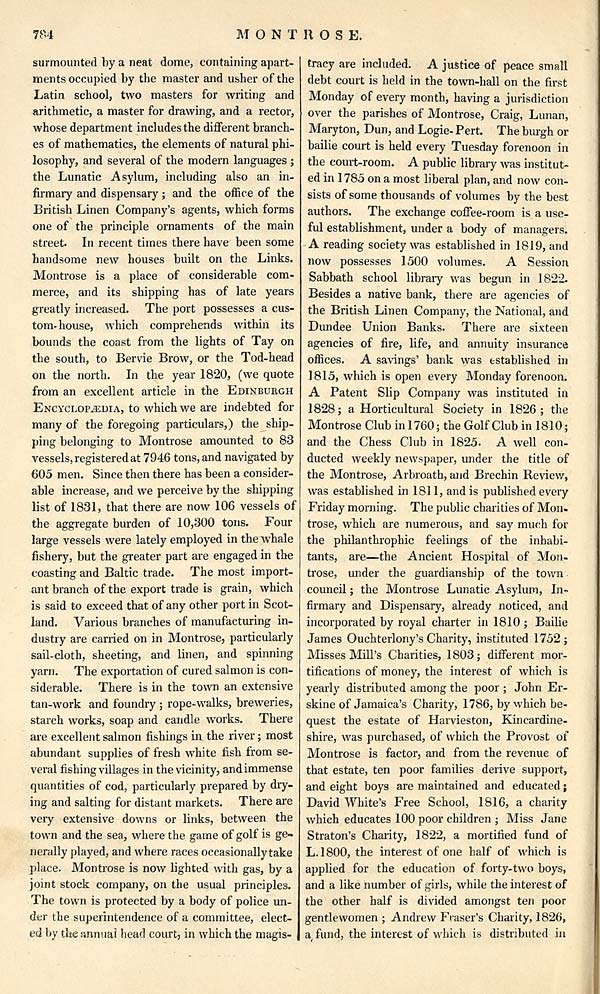 784
MONTROSE.
surmounted by a neat dome, containing apart-
ments occupied by the master and usher of the
Latin school, two masters for writing and
arithmetic, a master for drawing, and a rector,
whose department includes the different branch-
es of mathematics, the elements of natural phi-
losophy, and several of the modern languages;
the Lunatic Asylum, including also an in-
firmary and dispensary; and the office of the
British Linen Company's agents, which forms
one of the principle ornaments of the main
street. In recent times there have been some
handsome new houses built on the Links.
Montrose is a place of considerable com-
merce, and its shipping has of late years
greatly increased. The port possesses a cus-
tom-house, which comprehends within its
bounds the coast from the lights of Tay on
the south, to Bervie Brow, or the Tod-head
on the north. In the year 1820, (we quote
from an excellent article in the EDINBURGH
ENCYCLOPÆDIA, to which we are indebted for
many of the foregoing particulars,) the ship-
ping belonging to Montrose amounted to 83
vessels, registered at 7946 tons, and navigated by
605 men. Since then there has been a consider-
able increase, and we perceive by the shipping
list of 1831, that there are now 106 vessels of
the aggregate burden of 10,300 tons. Four
large vessels were lately employed in the whale
fishery, but the greater part are engaged in the
coasting and Baltic trade. The most import-
ant branch of the export trade is grain, which
is said to exceed that of any other port in Scot-
land. Various branches of manufacturing in-
dustry are carried on in Montrose, particularly
sail-cloth, sheeting, and linen, and spinning
yarn. The exportation of cured salmon is con-
siderable. There is in the town an extensive
tan-work and foundry; rope-walks, breweries,
starch works, soap and candle works. There
are excellent salmon fishings in the river; most
abundant supplies of fresh white fish from se-
veral fishing villages in the vicinity, and immense
quantities of cod, particularly prepared by dry-
ing and salting for distant markets. There are
very extensive downs or links, between the
town and the sea, where the game of golf is ge-
nerally played, and where races occasionally take
place. Montrose is now lighted with gas, by a
joint stock company, on the usual principles.
The town is protected by a body of police un-
der the superintendence of a committee, elect-
ed by the annual head court, in which the magis-
tracy are included. A justice of peace small
debt court is held in the town-hall on the first
Monday of every month, having a jurisdiction
over the parishes of Montrose, Craig, Lunan,
Maryton, Dun, and Logie-Pert. The burgh or
bailie court is held every Tuesday forenoon in
the court-room. A public library was institut-
ed in 1785 on a most liberal plan, and now con-
sists of some thousands of volumes by the best
authors. The exchange coffee-room is a use-
ful establishment, under a body of managers.
A reading society was established in 1819, and
now possesses 1500 volumes. A Session
Sabbath school library was begun in 1822.
Besides a native bank, there are agencies of
the British Linen Company, the National, and
Dundee Union Banks. There are sixteen
agencies of fire, life, and annuity insurance
offices. A savings' bank was established in
1815, which is open every Monday forenoon.
A Patent Slip Company was instituted in
1828; a Horticultural Society in 1826; the
Montrose Club in 1760; the Golf Club in 1810;
and the Chess Club in 1825. A well con-
ducted weekly newspaper, under the title of
the Montrose, Arbroath, and Brechin Review,
was established in 1811, and is published every
Friday morning. The public charities of Mon-
trose, which are numerous, and say much for
the philanthrophic feelings of the inhabi-
tants, are—the Ancient Hospital of Mon-
trose, under the guardianship of the town
council; the Montrose Lunatic Asylum, In-
firmary and Dispensary, already noticed, and
incorporated by royal charter in 1810; Bailie
James Ouchterlony's Charity, instituted 1752;
Misses Mill's Charities, 1803; different mor-
tifications of money, the interest of which is
yearly distributed among the poor; John Er-
skine of Jamaica's Charity, 1786, by which be-
quest the estate of Harvieston, Kincardine-
shire, was purchased, of which the Provost of
Montrose is factor, and from the revenue of
that estate, ten poor families derive support,
and eight boys are maintained and educated;
David White's Free School, 1816, a charity
which educates 100 poor children; Miss Jane
Straton's Charity, 1822, a mortified fund of
L.1800, the interest of one half of which is
applied for the education of forty-two boys,
and a like number of girls, while the interest of
the other half is divided amongst ten poor
gentlewomen; Andrew Fraser's Charity, 1826,
a fund, the interest of which is distributed in